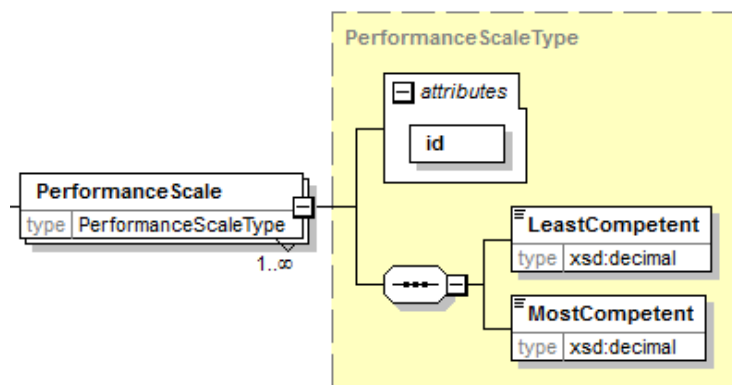 PerformanceScaleType
attributes
id
PerformanceScale
type PerformanceScaleType
1..∞
LeastCompetent
type xsd:decimal
MostCompetent
type xsd:decimal